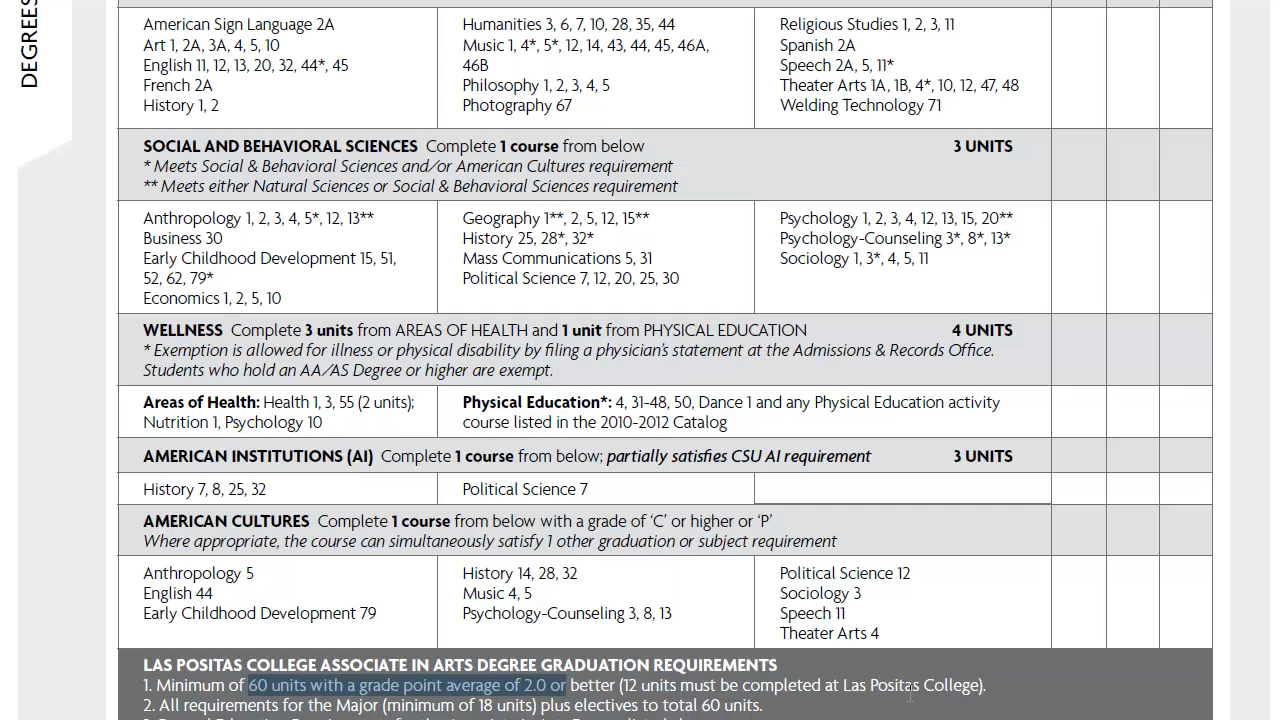 DEGREES
American Sign Language 2A
Art 1, 2A, 3A, 4, 5, 10
English 11, 12, 13, 20, 32, 44*, 45
French 2A
History 1, 2
Humanities 3, 6, 7, 10, 28, 35, 44
Music 1, 4*, 5*, 12, 14, 43, 44, 45, 46A,
46B
Philosophy 1, 2, 3, 4, 5
Photography 67
Religious Studies 1, 2, 3, 11
Spanish 2A
Speech 2A, 5, 11*
Theater Arts 1A, 1B, 4*, 10, 12, 47, 48
Welding Technology 71
SOCIAL AND BEHAVIORAL SCIENCES Complete 1 course from below 3 UNITS
* Meets Social & Behavioral Sciences and/or American Cultures requirement
** Meets either Natural Sciences or Social & Behavioral Sciences requirement
Anthropology 1, 2, 3, 4, 5*, 12, 13**
Business 30
Early Childhood Development 15, 51,
52, 62, 79*
Economics 1, 2, 5, 10
Geography 1**, 2, 5, 12, 15**
History 25, 28*, 32*
Mass Communications 5, 31
Political Science 7, 12, 20, 25, 30
Psychology 1, 2, 3, 4, 12, 13, 15, 20**
Psychology-Counseling 3*, 8*, 13*
Sociology 1, 3*, 4, 5, 11
WELLNESS Complete 3 units from AREAS OF HEALTH and 1 unit from PHYSICAL EDUCATION 4 UNITS
* Exemption is allowed for illness or physical disability by filing a physician's statement at the Admissions & Records Office.
Students who hold an AA/AS Degree or higher are exempt.
Areas of Health: Health 1, 3, 55 (2 units);
Nutrition 1, Psychology 10
Physical Education*: 4, 31-48, 50, Dance 1 and any Physical Education activity
course listed in the 2010-2012 Catalog
AMERICAN INSTITUTIONS (AI) Complete 1 course from below; partially satisfies CSU AI requirement 3 UNITS
History 7, 8, 25, 32
Political Science 7
AMERICAN CULTURES Complete 1 course from below with a grade of 'C' or higher or 'P'
Where appropriate, the course can simultaneously satisfy 1 other graduation or subject requirement
Anthropology 5
English 44
Early Childhood Development 79
History 14, 28, 32
Music 4, 5
Psychology-Counseling 3, 8, 13
Political Science 12
Sociology 3
Speech 11
Theater Arts 4
LAS POSITAS COLLEGE ASSOCIATE IN ARTS DEGREE GRADUATION REQUIREMENTS
1. Minimum of 60 units with a grade point average of 2.0 or better (12 units must be completed at Las Positas College).
2. All requirements for the Major (minimum of 18 units) plus electives to total 60 units.